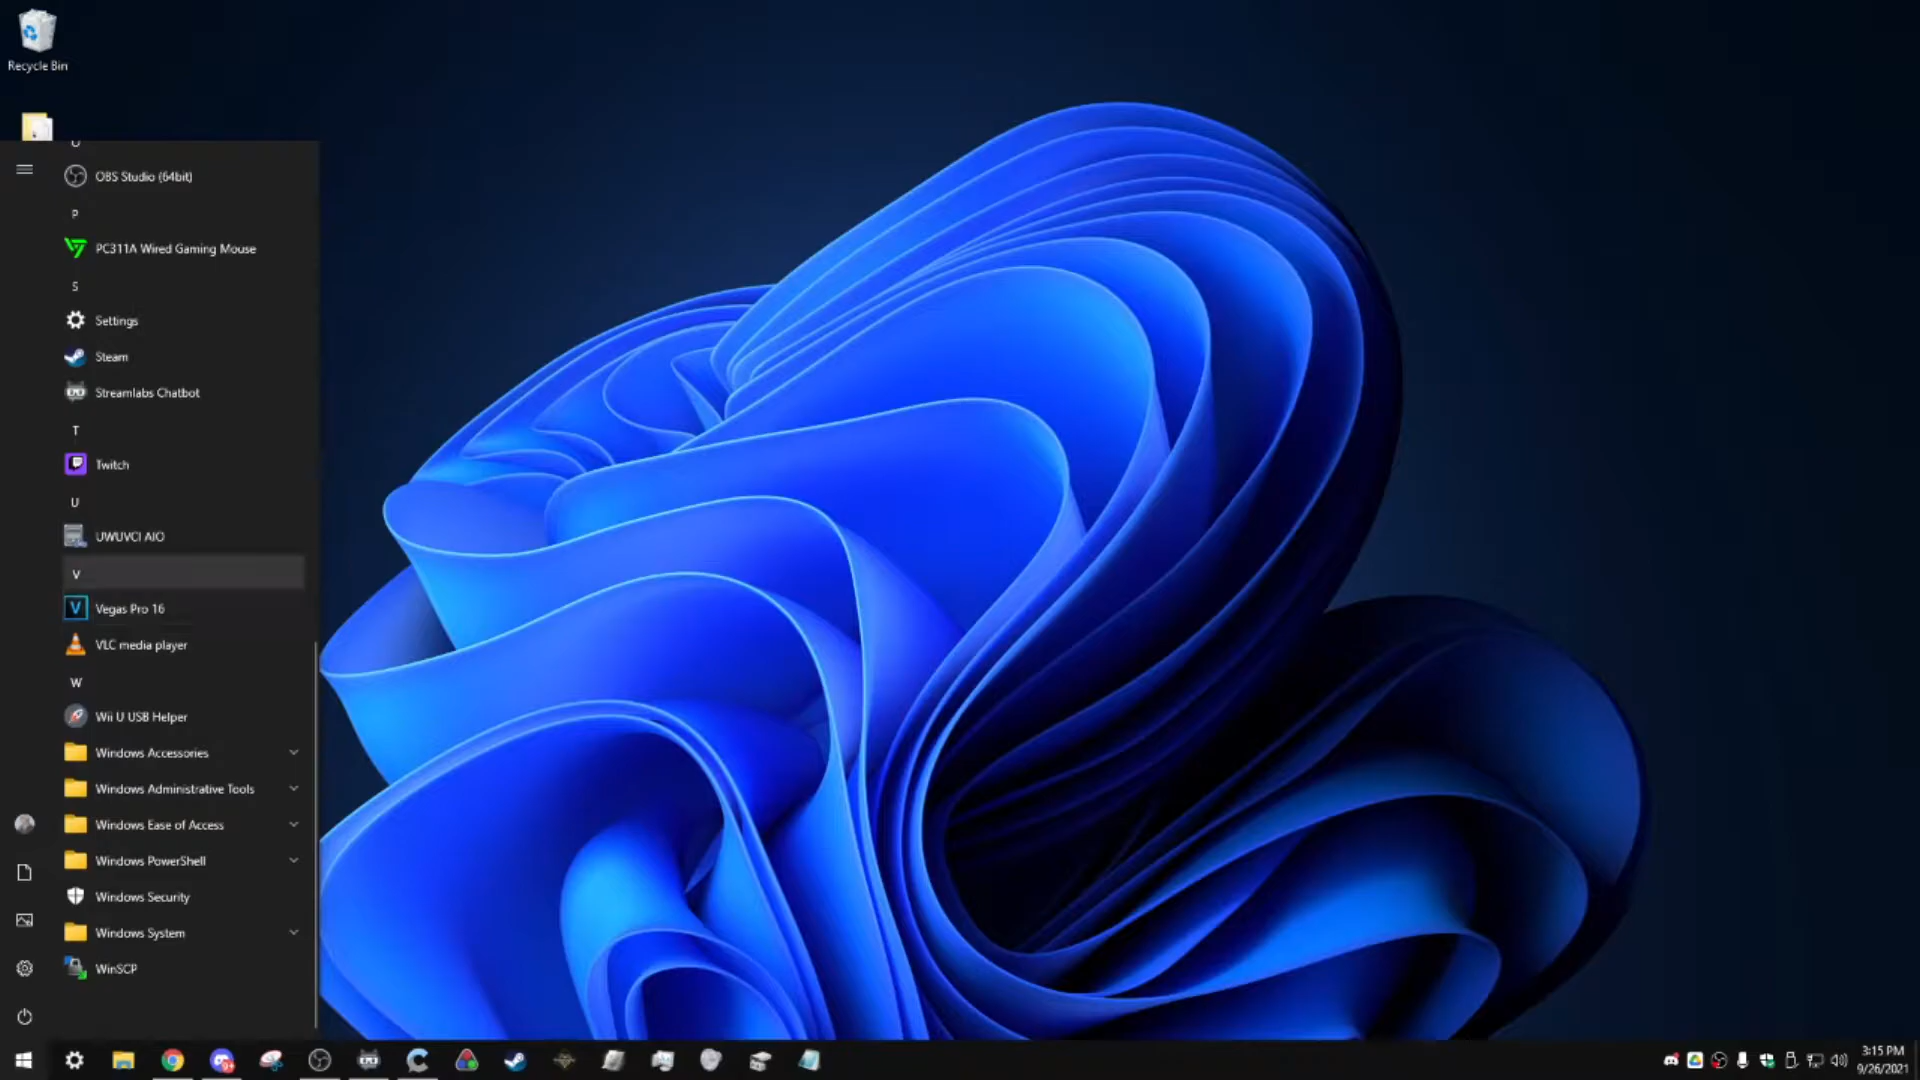 Recycle Bin
OBS Studio (64bit)
P
PC311A Wired Gaming Mouse
S
Settings
Steam
Streamlabs Chatbot
T
Twitch
U
UWUVCI AIO
V
Vegas Pro 16
VLC media player
W
Wii U USB Helper
Windows Accessories
Windows Administrative Tools
Windows Ease of Access
Windows PowerShell
Windows Security
Windows System
WinSCP
3:15 PM
9/26/2021